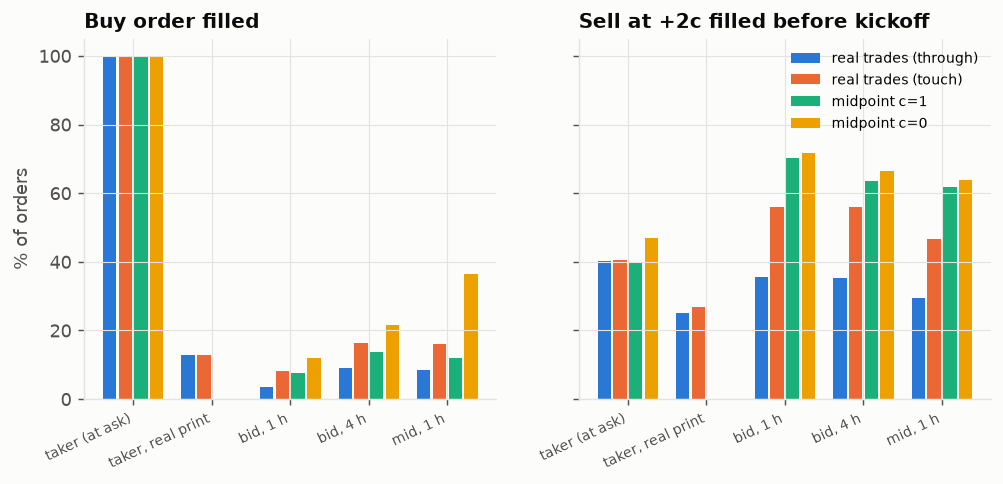 Buy order filled
Sell at +2c filled before kickoff
% of orders
100
80
60
40
20
0
real trades (through)
real trades (touch)
midpoint c=1
midpoint c=0
taker (at ask)
taker, real print
bid, 1 h
bid, 4 h
mid, 1 h
taker (at ask)
taker, real print
bid, 1 h
bid, 4 h
mid, 1 h